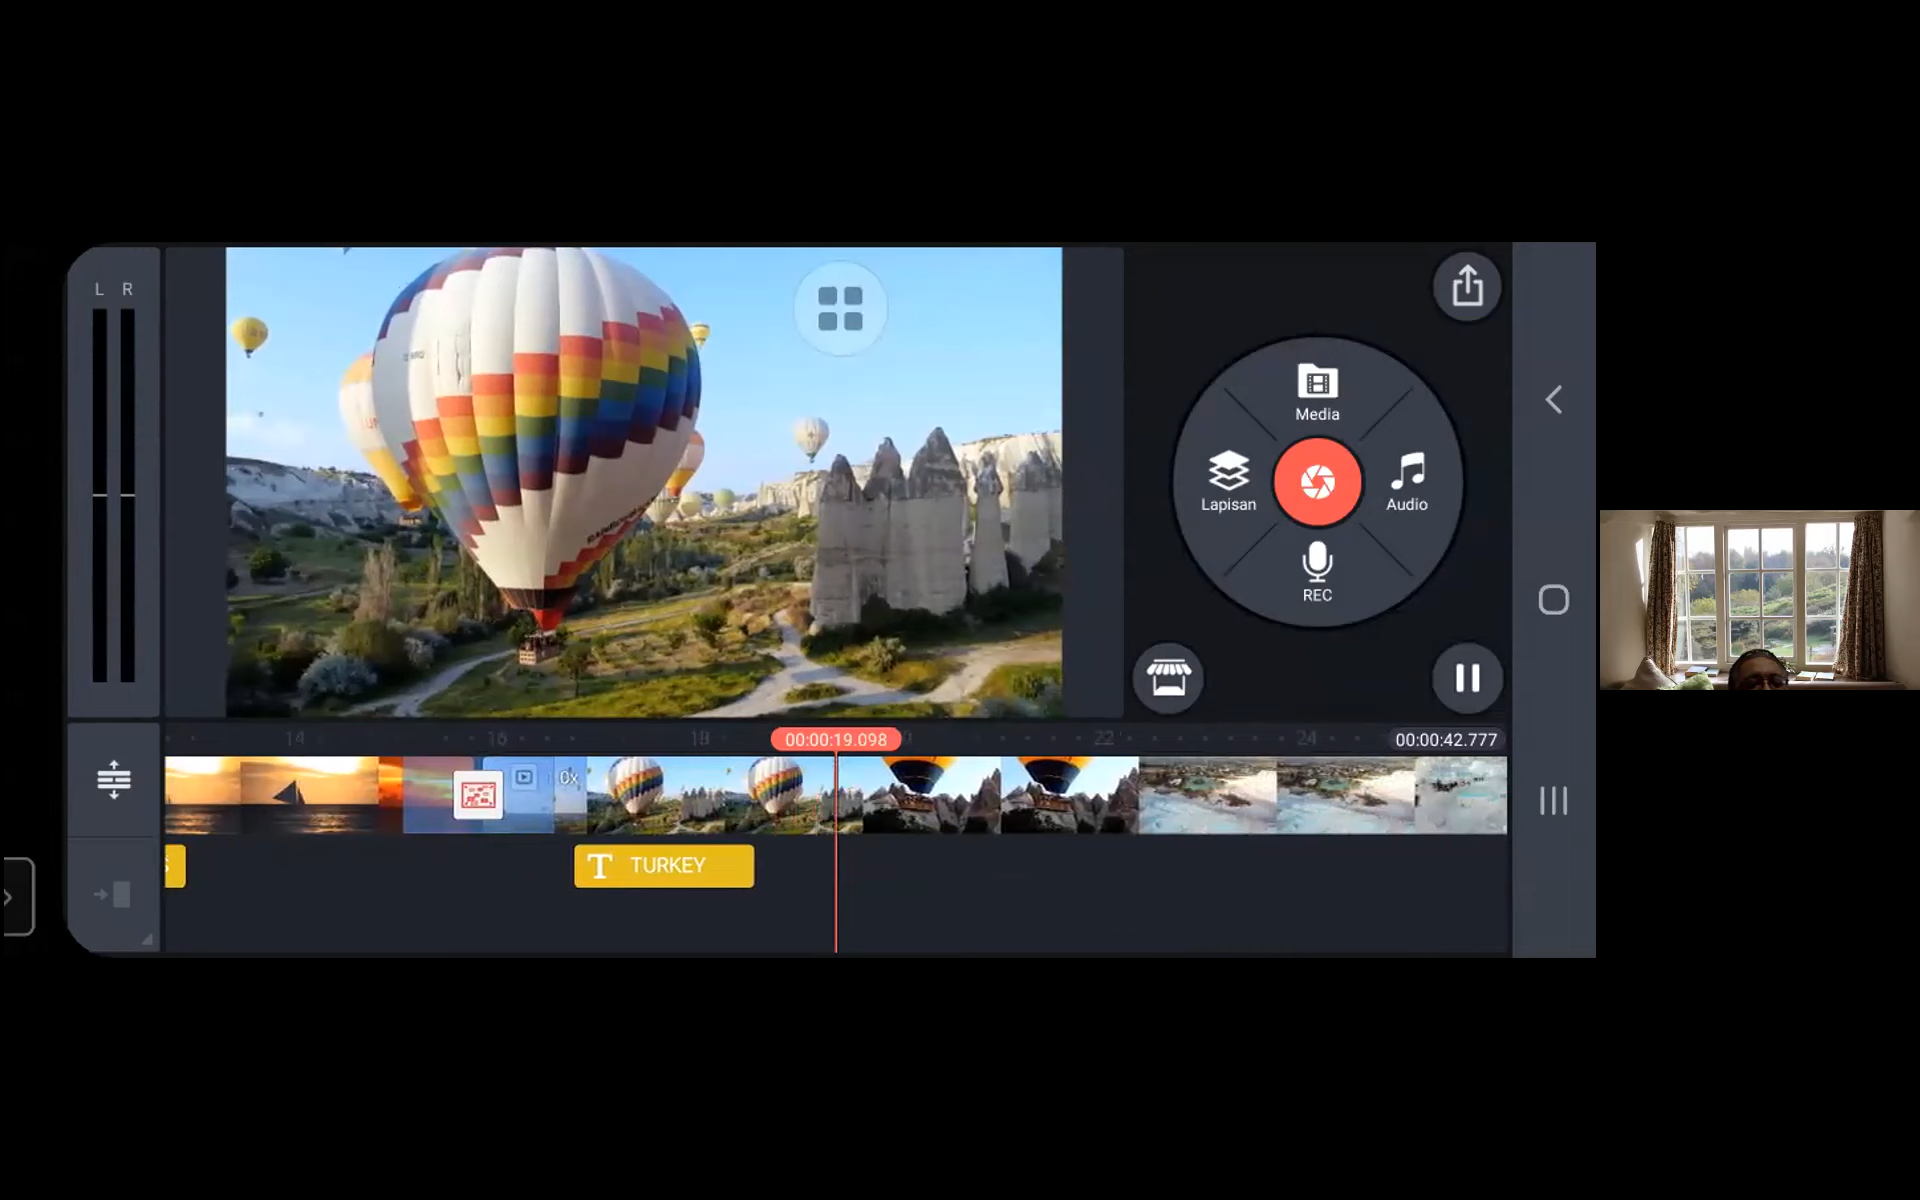 L R
Media
Lapisan
Audio
REC
14
16
18
00:00:19.098
22
24
00:00:42.777
0x
T TURKEY